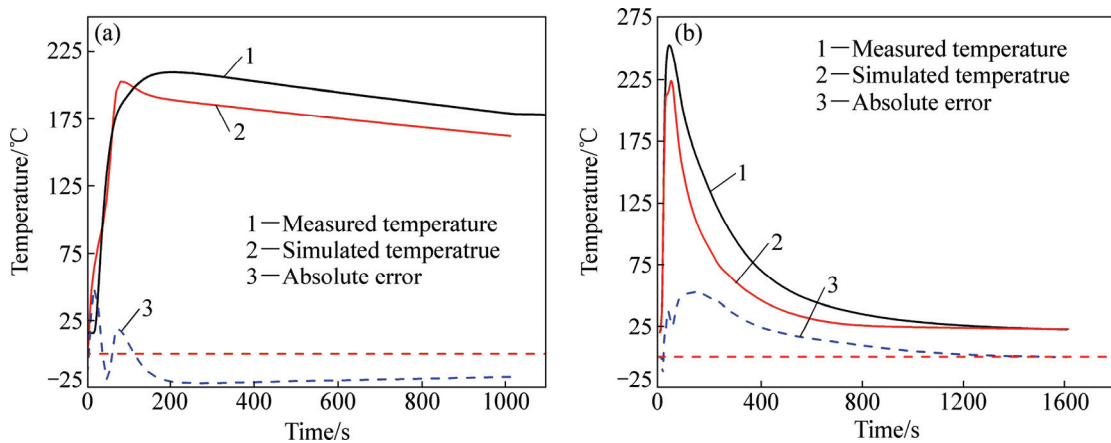 (a)
Temperature/℃
225
175
125
75
25
−25
0 200 400 600 800 1000
Time/s
1
2
3
1—Measured temperature
2—Simulated temperatrue
3—Absolute error
(b)
Temperature/℃
275
225
175
125
75
25
−25
0 400 800 1200 1600
Time/s
1—Measured temperature
2—Simulated temperatrue
3—Absolute error
1
2
3